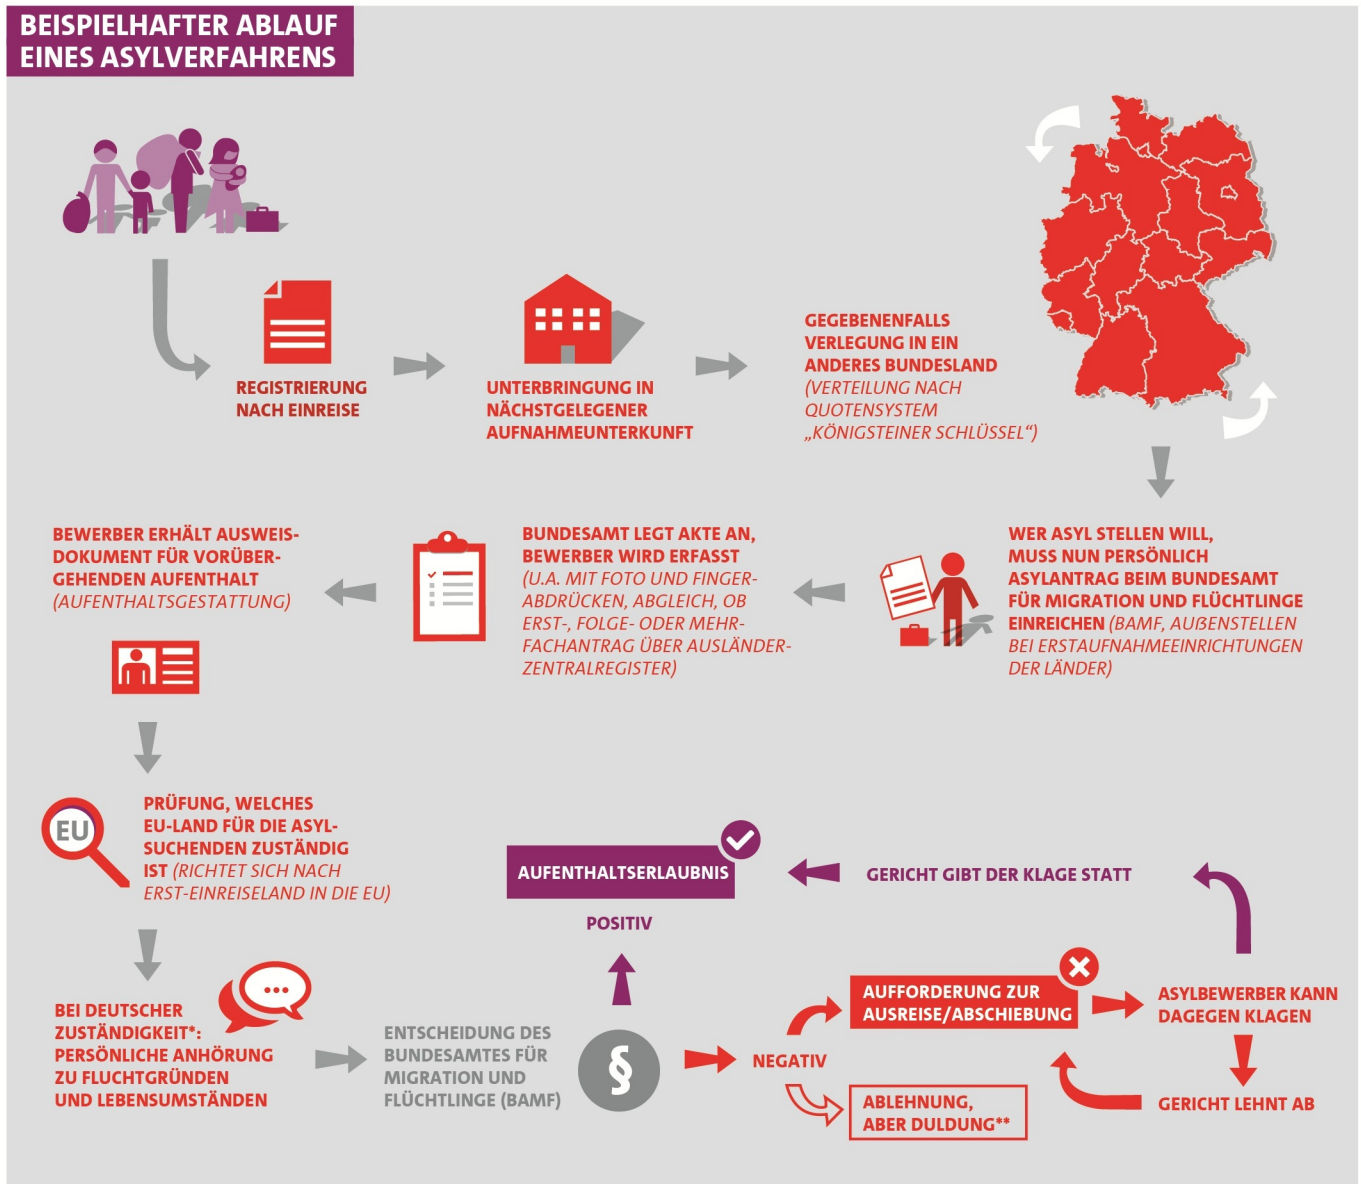 BEISPIELHAFTER ABLAUF
EINES ASYLVERFAHRENS
REGISTRIERUNG
NACH EINREISE
UNTERBRINGUNG IN
NÄCHSTGELEGENER
AUFNAHMEUNTERKUNFT
GEGEBENENFALLS
VERLEGUNG IN EIN
ANDERES BUNDESLAND
(VERTEILUNG NACH
QUOTENSYSTEM
„KÖNIGSTEINER SCHLÜSSEL“)
WER ASYL STELLEN WILL,
MUSS NUN PERSÖNLICH
ASYLANTRAG BEIM BUNDESAMT
FÜR MIGRATION UND FLÜCHTLINGE
EINREICHEN (BAMF, AUßENSTELLEN
BEI ERSTAUFNAHMEEINRICHTUNGEN
DER LÄNDER)
BUNDESAMT LEGT AKTE AN,
BEWERBER WIRD ERFASST
(U.A. MIT FOTO UND FINGER-
ABDRÜCKEN, ABGLEICH, OB
ERST-, FOLGE- ODER MEHR-
FACHANTRAG ÜBER AUSLÄNDER-
ZENTRALREGISTER)
BEWERBER ERHÄLT AUSWEIS-
DOKUMENT FÜR VORÜBER-
GEHENDEN AUFENTHALT
(AUFENTHALTSGESTATTUNG)
EU
PRÜFUNG, WELCHES
EU-LAND FÜR DIE ASYL-
SUCHENDEN ZUSTÄNDIG
IST (RICHTET SICH NACH
ERST-EINREISELAND IN DIE EU)
BEI DEUTSCHER
ZUSTÄNDIGKEIT*:
PERSÖNLICHE ANHÖRUNG
ZU FLUCHTGRÜNDEN
UND LEBENSUMSTÄNDEN
ENTSCHEIDUNG DES
BUNDESAMTES FÜR
MIGRATION UND
FLÜCHTLINGE (BAMF)
§
POSITIV
AUFENTHALTSERLAUBNIS
NEGATIV
AUFFORDERUNG ZUR
AUSREISE/ABSCHIEBUNG
ABLEHNUNG,
ABER DULDUNG**
ASYLBEWERBER KANN
DAGEGEN KLAGEN
GERICHT GIBT DER KLAGE STATT
GERICHT LEHNT AB